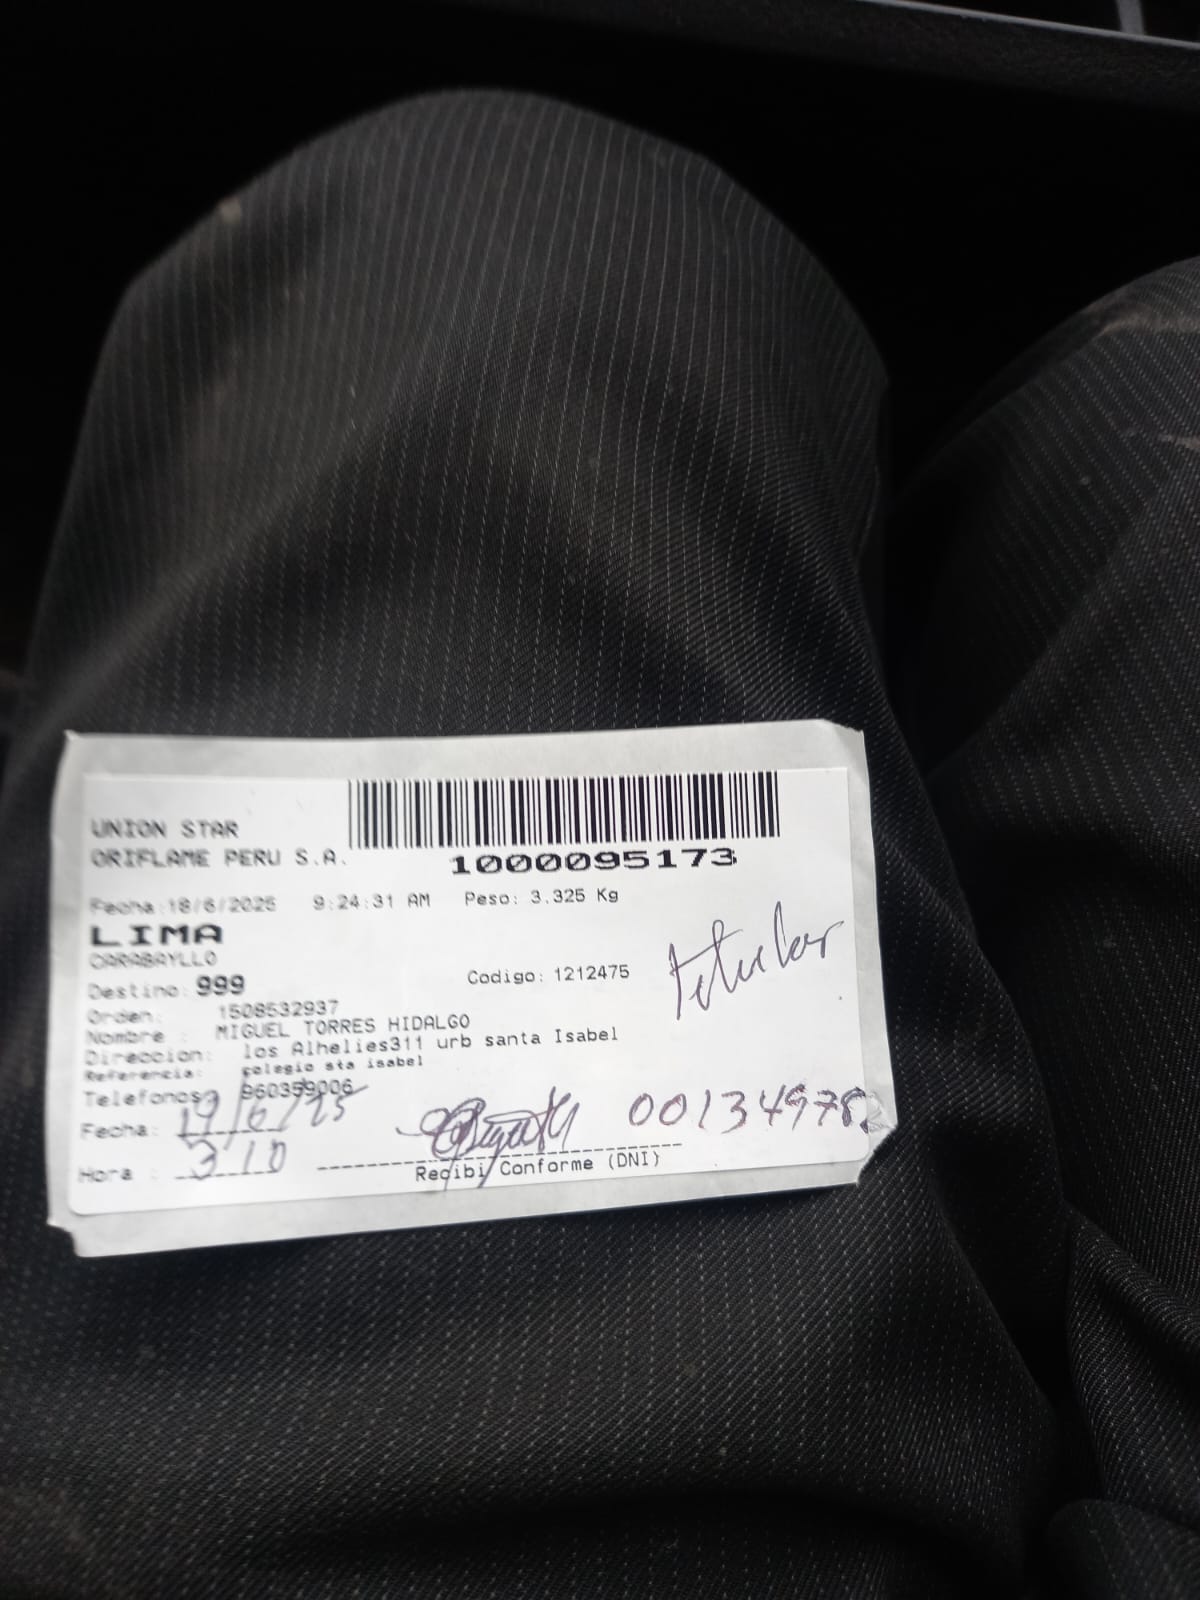 UNION STAR
ORIFLAME PERU S.A.
1000095173
Fecha:18/6/2025 9:24:31 AM Peso: 3.325 Kg
LIMA
CARABAYLLO
Codigo: 1212475
titular
Destino: 999
Orden: 1508532937
Nombre : MIGUEL TORRES HIDALGO
Direccion: los Alhelies311 urb santa Isabel
Referencia: colegio sta isabel
Telefonos: 960359006
Fecha: 19/6/25
Hora : 3 10
Recibi Conforme (DNI)